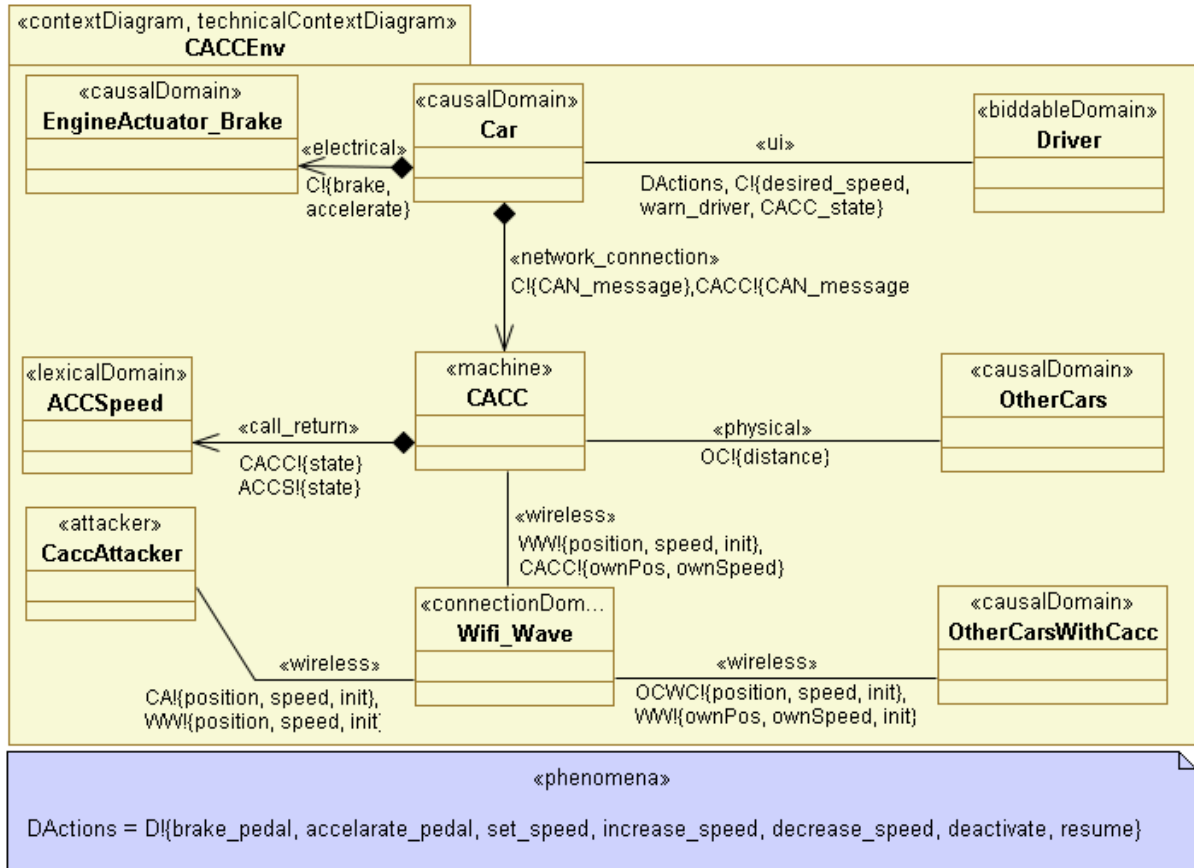 «contextDiagram, technicalContextDiagram»
CACCEnv
«causalDomain»
EngineActuator_Brake
«causalDomain»
Car
«biddableDomain»
Driver
«electrical»
C!{brake,
accelerate}
«ui»
DActions, C!{desired_speed,
warn_driver, CACC_state}
«network_connection»
C!{CAN_message},CACC!{CAN_message
«lexicalDomain»
ACCSpeed
«machine»
CACC
«causalDomain»
OtherCars
«call_return»
CACC!{state}
ACCS!{state}
«physical»
OC!{distance}
«attacker»
CaccAttacker
«wireless»
WW!{position, speed, init},
CACC!{ownPos, ownSpeed}
«connectionDom...
Wifi_Wave
«causalDomain»
OtherCarsWithCacc
«wireless»
CA!{position, speed, init},
WW!{position, speed, init}
«wireless»
OCWC!{position, speed, init},
WW!{ownPos, ownSpeed, init}
«phenomena»
DActions = D!{brake_pedal, accelarate_pedal, set_speed, increase_speed, decrease_speed, deactivate, resume}